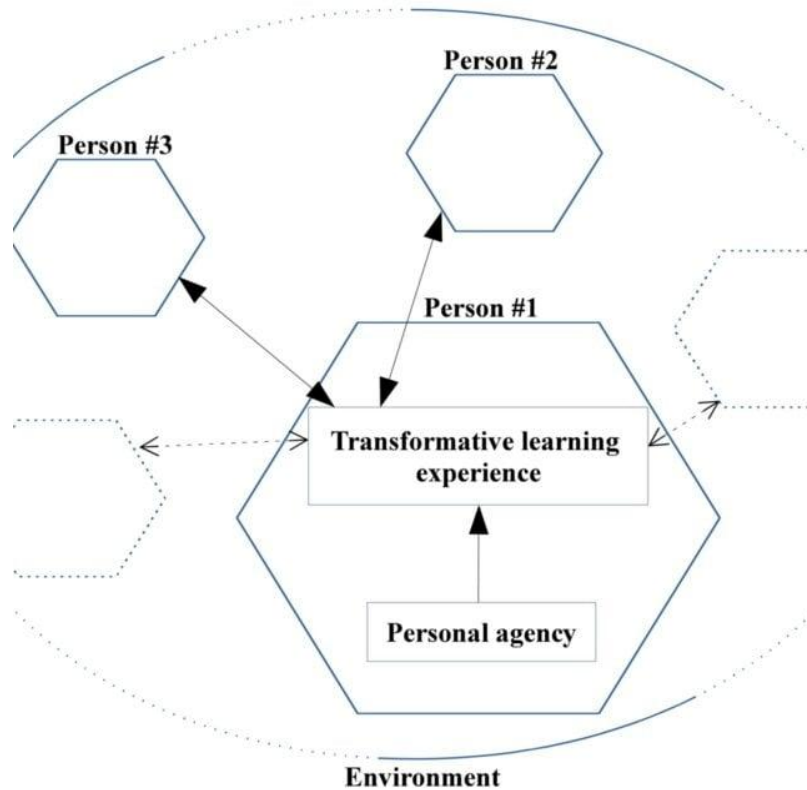 Person #2
Person #3
Person #1
Transformative learning
experience
Personal agency
Environment